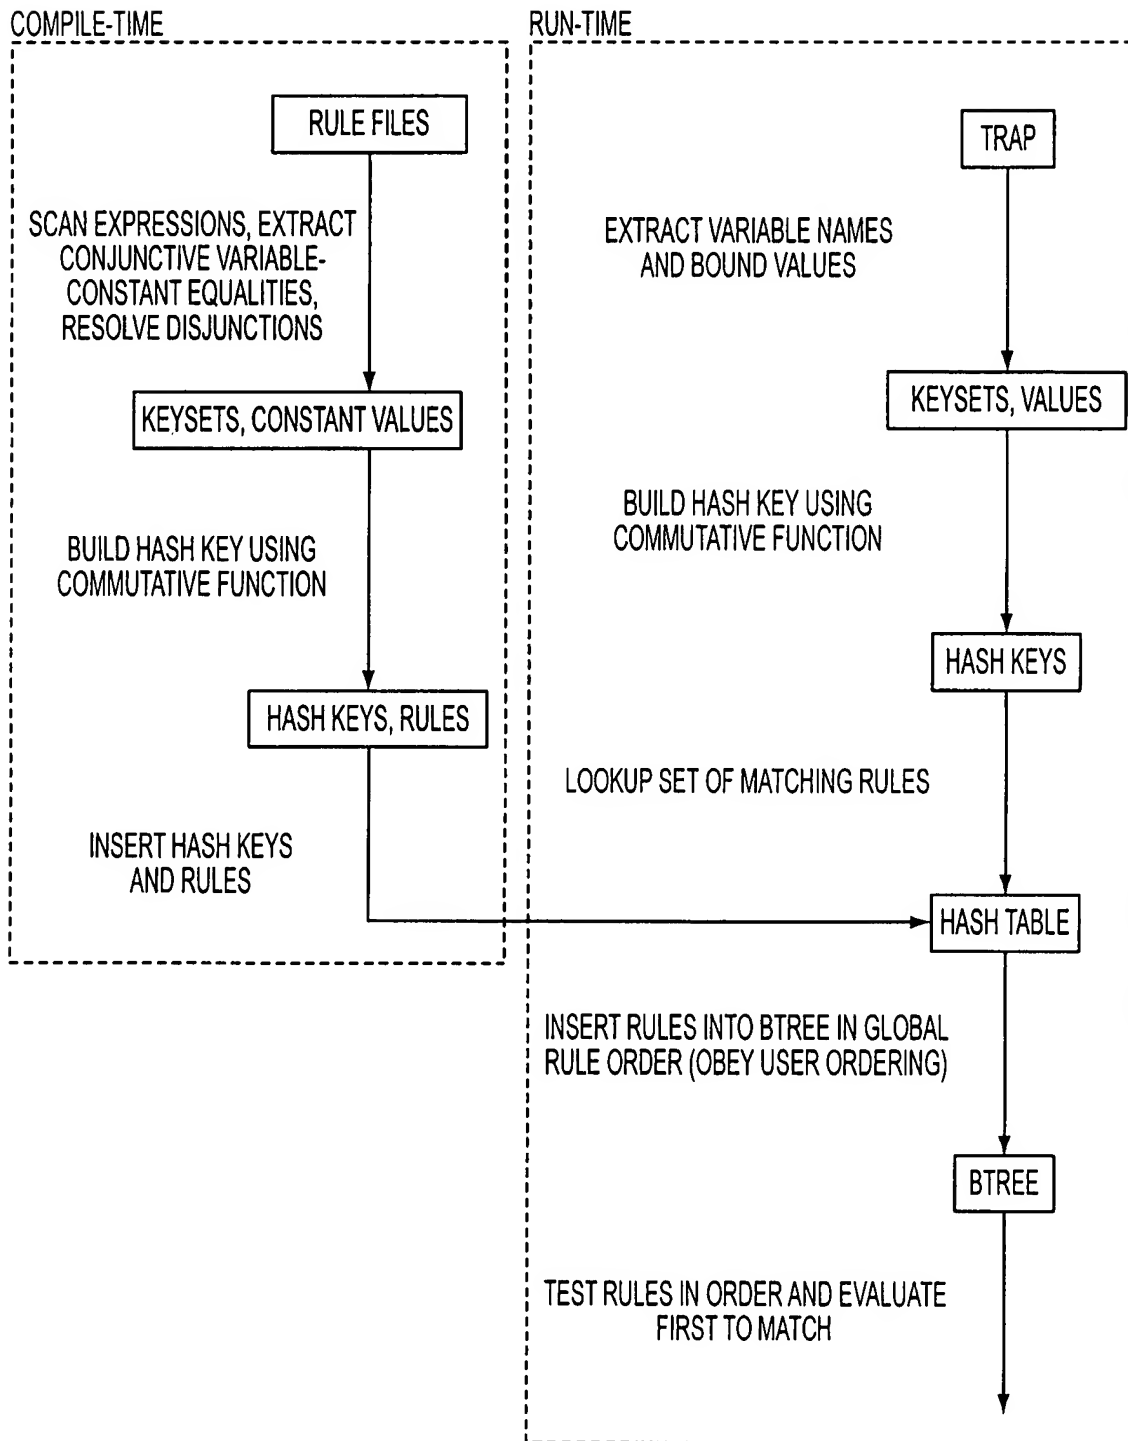 COMPILE-TIME
RULE FILES
SCAN EXPRESSIONS, EXTRACT
CONJUNCTIVE VARIABLE-
CONSTANT EQUALITIES,
RESOLVE DISJUNCTIONS
KEYSETS, CONSTANT VALUES
BUILD HASH KEY USING
COMMUTATIVE FUNCTION
HASH KEYS, RULES
INSERT HASH KEYS
AND RULES
RUN-TIME
TRAP
EXTRACT VARIABLE NAMES
AND BOUND VALUES
KEYSETS, VALUES
BUILD HASH KEY USING
COMMUTATIVE FUNCTION
HASH KEYS
LOOKUP SET OF MATCHING RULES
HASH TABLE
INSERT RULES INTO BTREE IN GLOBAL
RULE ORDER (OBEY USER ORDERING)
BTREE
TEST RULES IN ORDER AND EVALUATE
FIRST TO MATCH